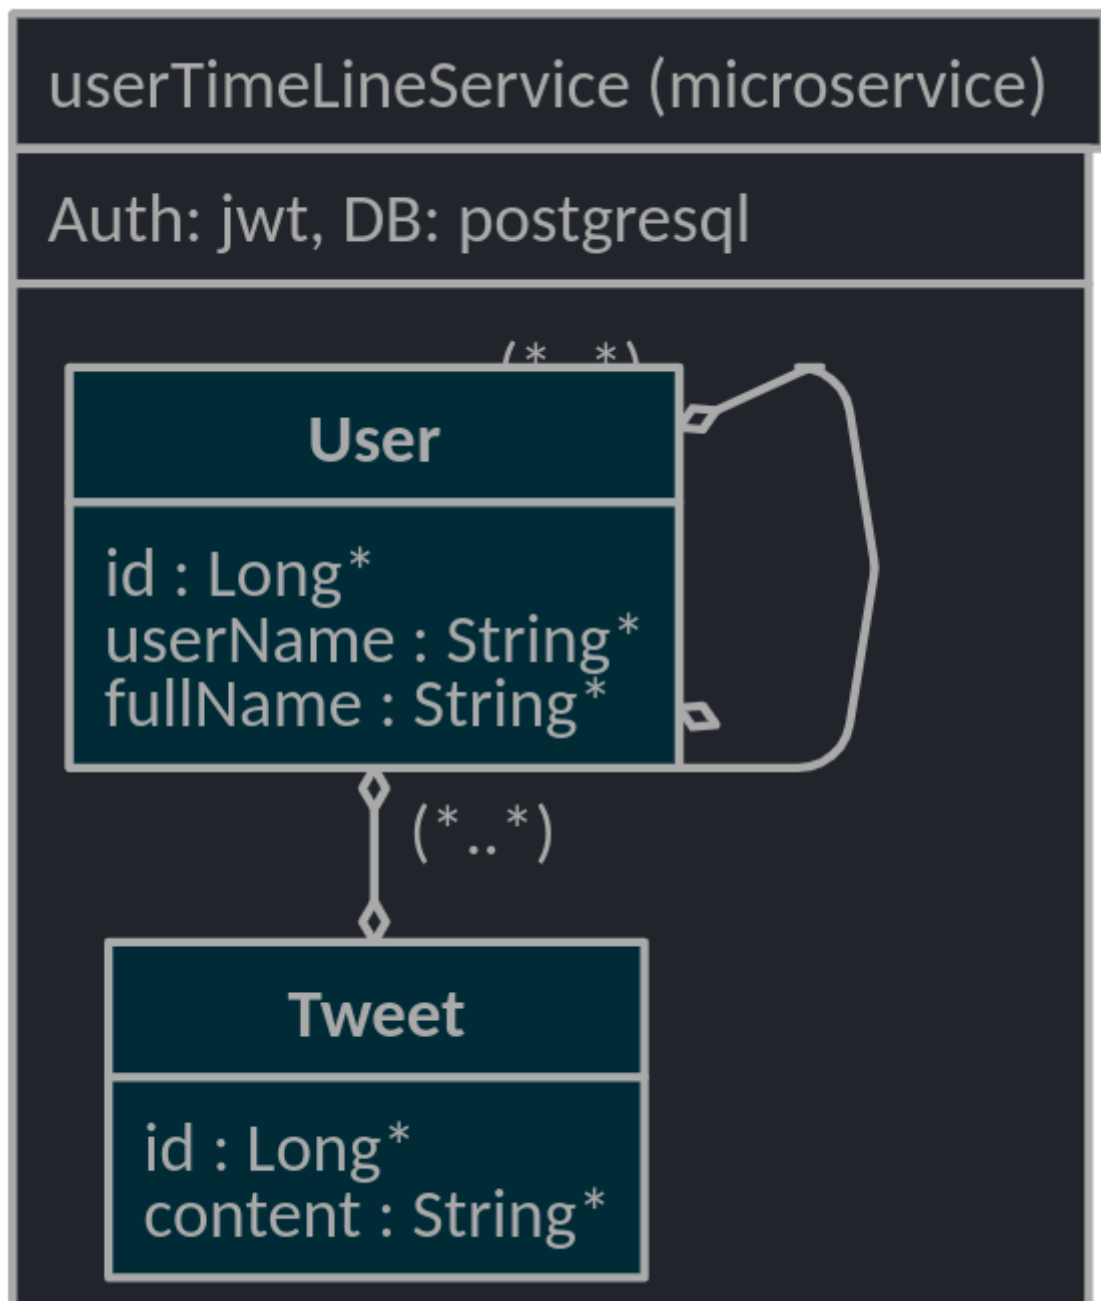 userTimeLineService (microservice)
Auth: jwt, DB: postgresql
(*..*)
User
id : Long*
userName : String*
fullName : String*
(*..*)
Tweet
id : Long*
content : String*